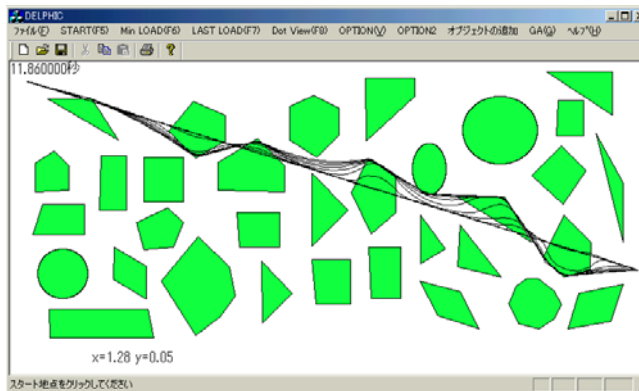 DELPHIC
ファイル(F) START(F5) Min LOAD(F6) LAST LOAD(F7) Dot View(F8) OPTION(V) OPTION2 オブジェクトの追加 GA(G) ヘルプ(H)
11.860000秒
x=1.28 y=0.05
スタート地点をクリックしてください